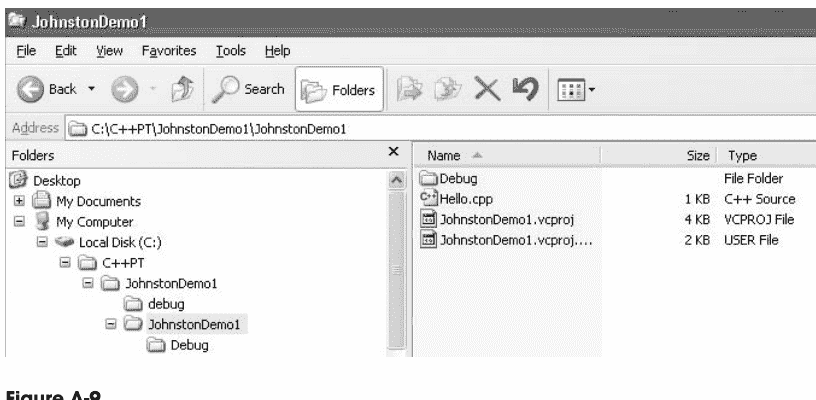 JohnstonDemo1
File Edit View Favorites Tools Help
Back Search Folders
Address C:\C++PT\JohnstonDemo1\JohnstonDemo1
Folders
Desktop
My Documents
My Computer
Local Disk (C:)
C++PT
JohnstonDemo1
debug
JohnstonDemo1
Debug
Name Size Type
Debug File Folder
Hello.cpp 1 KB C++ Source
JohnstonDemo1.vcproj 4 KB VCPROJ File
JohnstonDemo1.vcproj.... 2 KB USER File
Figure A-9